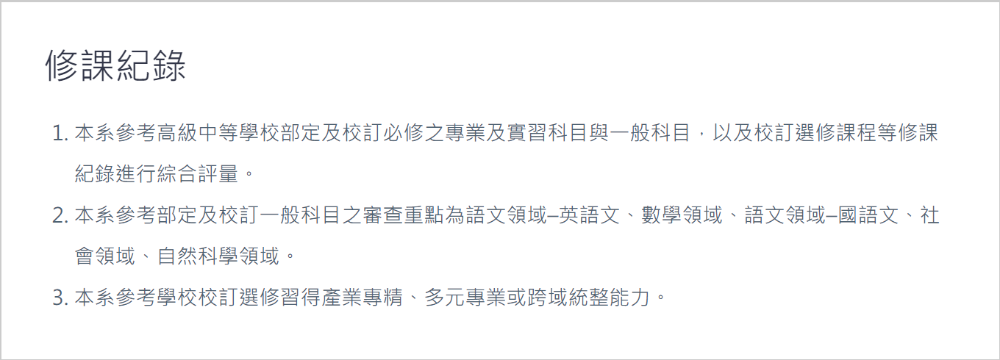 修課紀錄
1. 本系參考高級中等學校部定及校訂必修之專業及實習科目與一般科目，以及校訂選修課程等修課
紀錄進行綜合評量。
2. 本系參考部定及校訂一般科目之審查重點為語文領域–英語文、數學領域、語文領域–國語文、社
會領域、自然科學領域。
3. 本系參考學校校訂選修習得產業專精、多元專業或跨域統整能力。